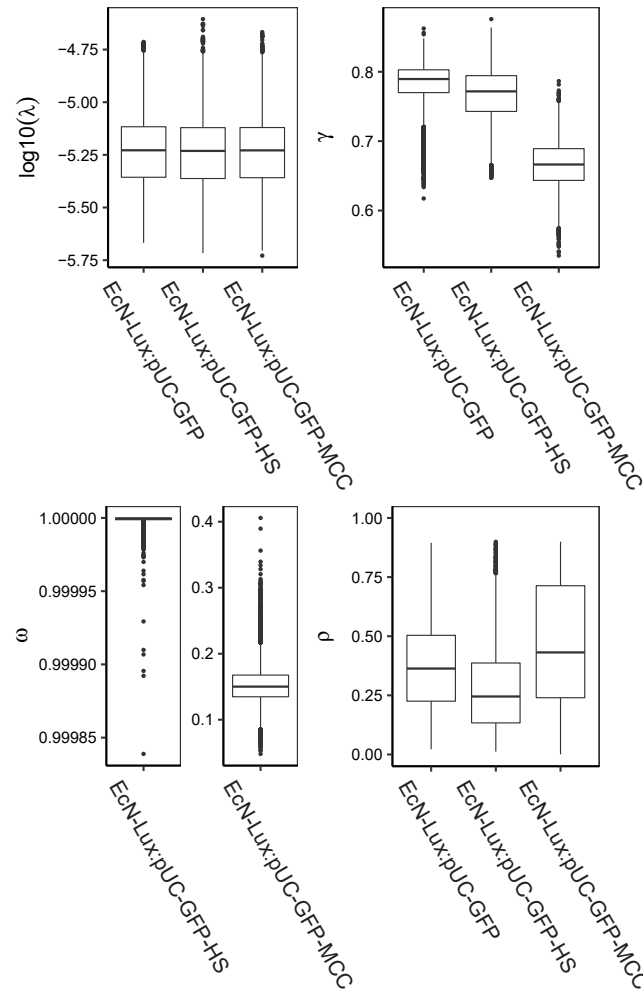 log10(λ)
−4.75
−5.00
−5.25
−5.50
−5.75
EcN-Lux:pUC-GFP
EcN-Lux:pUC-GFP-HS
EcN-Lux:pUC-GFP-MCC
γ
0.8
0.7
0.6
EcN-Lux:pUC-GFP
EcN-Lux:pUC-GFP-HS
EcN-Lux:pUC-GFP-MCC
ω
1.00000
0.99995
0.99990
0.99985
EcN-Lux:pUC-GFP-HS
0.4
0.3
0.2
0.1
EcN-Lux:pUC-GFP-MCC
ρ
1.00
0.75
0.50
0.25
0.00
EcN-Lux:pUC-GFP
EcN-Lux:pUC-GFP-HS
EcN-Lux:pUC-GFP-MCC